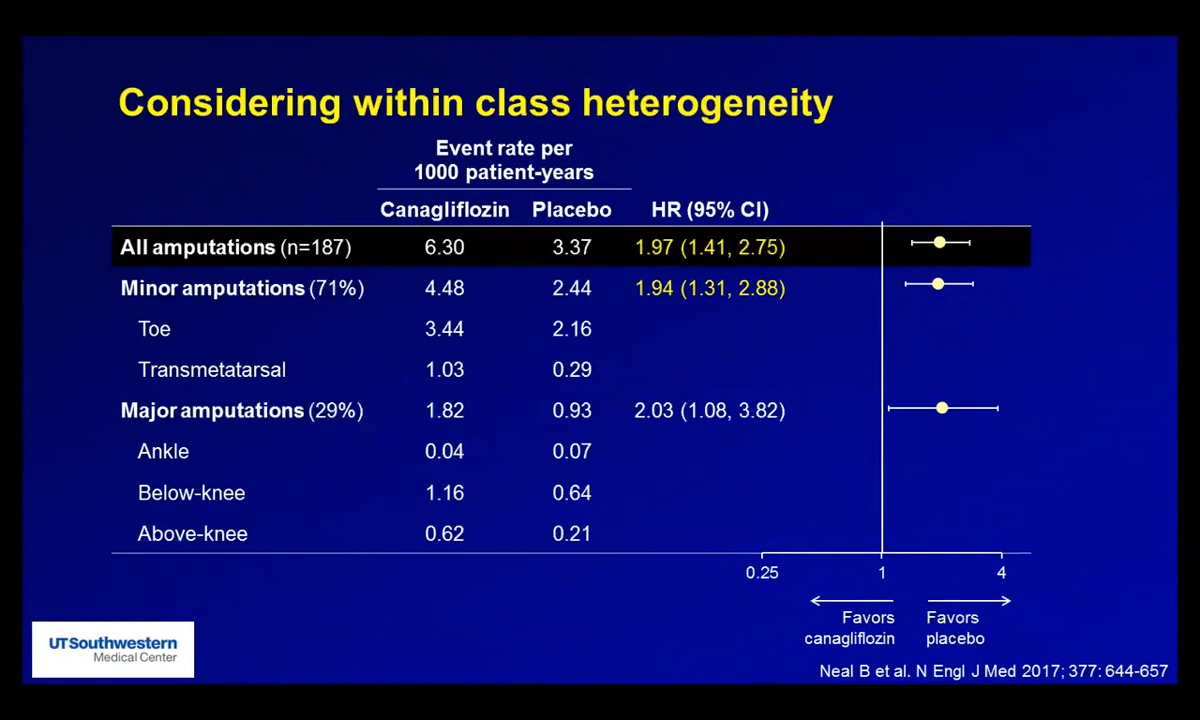 Considering within class heterogeneity
Event rate per
1000 patient-years
Canagliflozin Placebo HR (95% CI)
All amputations (n=187) 6.30 3.37 1.97 (1.41, 2.75)
Minor amputations (71%) 4.48 2.44 1.94 (1.31, 2.88)
Toe 3.44 2.16
Transmetatarsal 1.03 0.29
Major amputations (29%) 1.82 0.93 2.03 (1.08, 3.82)
Ankle 0.04 0.07
Below-knee 1.16 0.64
Above-knee 0.62 0.21
0.25 1 4
Favors Favors
canagliflozin placebo
UTSouthwestern
Medical Center
Neal B et al. N Engl J Med 2017; 377: 644-657